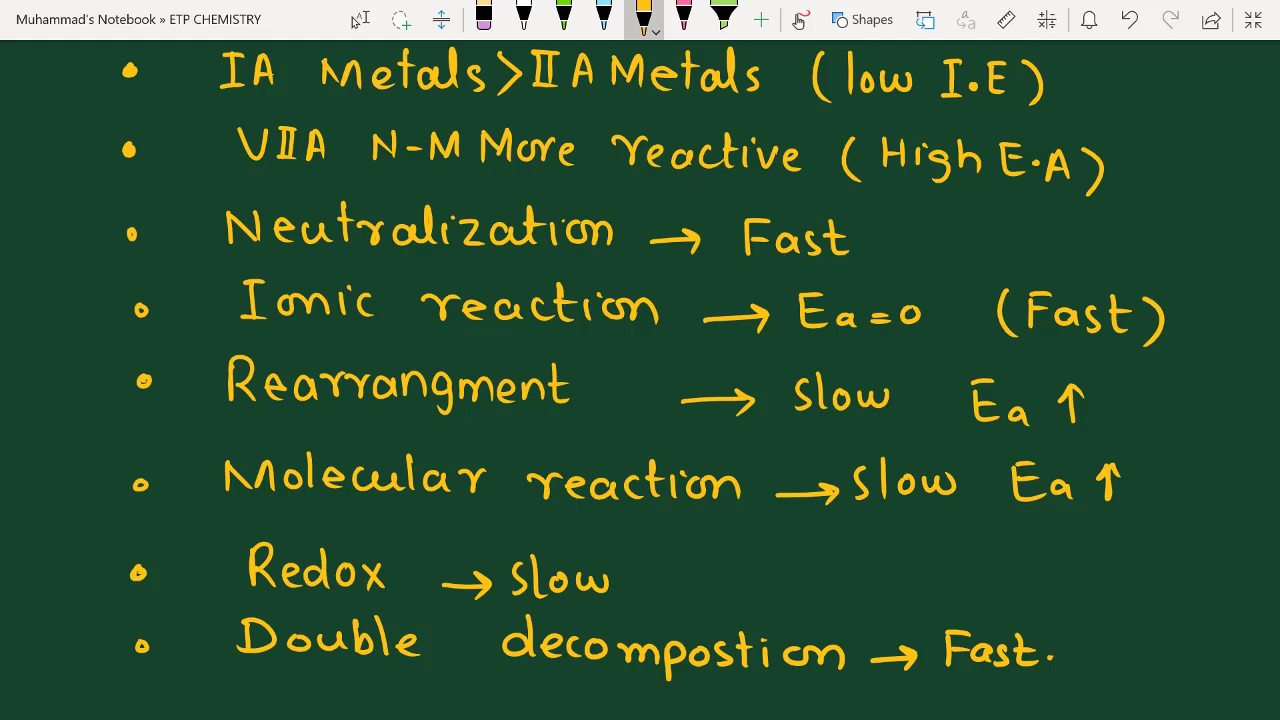 Muhammad's Notebook » ETP CHEMISTRY
Shapes
• IA Metals > IIA Metals (low I.E)
• VIIA N-M More reactive (High E.A)
• Neutralization → Fast
• Ionic reaction → Ea = 0 (Fast)
• Rearrangment → slow Ea ↑
• Molecular reaction → slow Ea ↑
• Redox → slow
• Double decompostion → Fast.